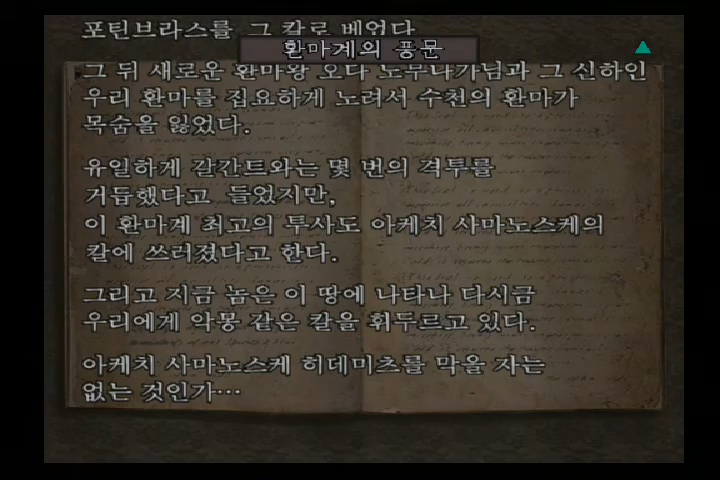 포틴브라스를 그 칼로 베었다
환마계의 풍문
그 뒤 새로운 환마왕 오다 노부나가님과 그 신하인
우리 환마를 집요하게 노려서 수천의 환마가
목숨을 잃었다.
유일하게 갈간트와는 몇 번의 격투를
거듭했다고 들었지만,
이 환마계 최고의 투사도 아케치 사마노스케의
칼에 쓰러졌다고 한다.
그리고 지금 놈은 이 땅에 나타나 다시금
우리에게 악몽 같은 칼을 휘두르고 있다.
아케치 사마노스케 히데미츠를 막을 자는
없는 것인가…